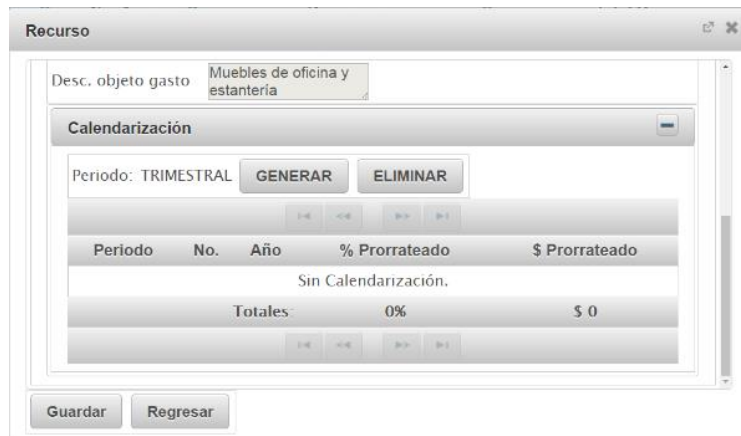 Recurso
Desc. objeto gasto Muebles de oficina y
estantería
Calendarización
Periodo: TRIMESTRAL GENERAR ELIMINAR
Periodo No. Año % Prorrateado $ Prorrateado
Sin Calendarización.
Totales: 0% $ 0
Guardar Regresar